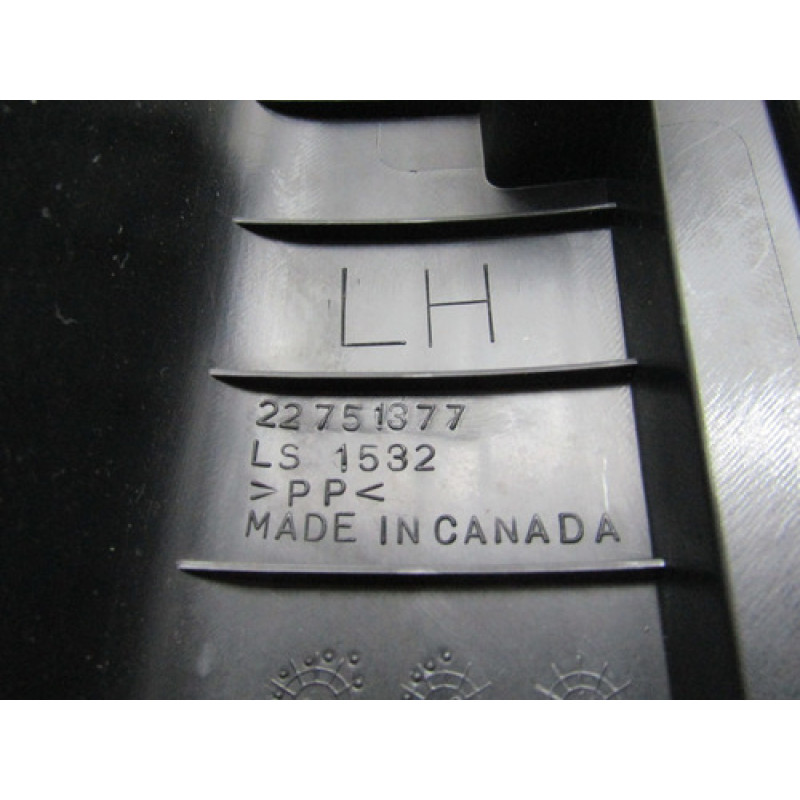 LH
22751377
LS 1532
>PP<
MADE IN CANADA